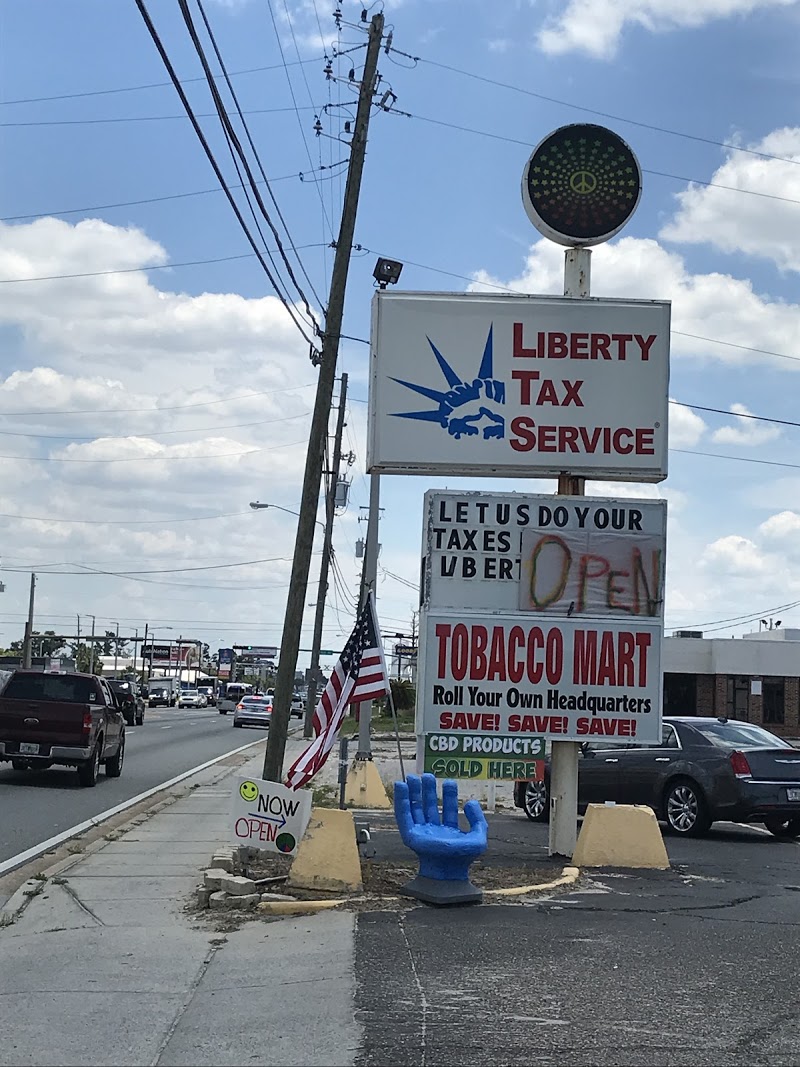 LIBERTY
TAX
SERVICE
LET US DO YOUR
TAXES
OPEN
TOBACCO MART
Roll Your Own Headquarters
SAVE! SAVE! SAVE!
CBD PRODUCTS
SOLD HERE
NOW
OPEN